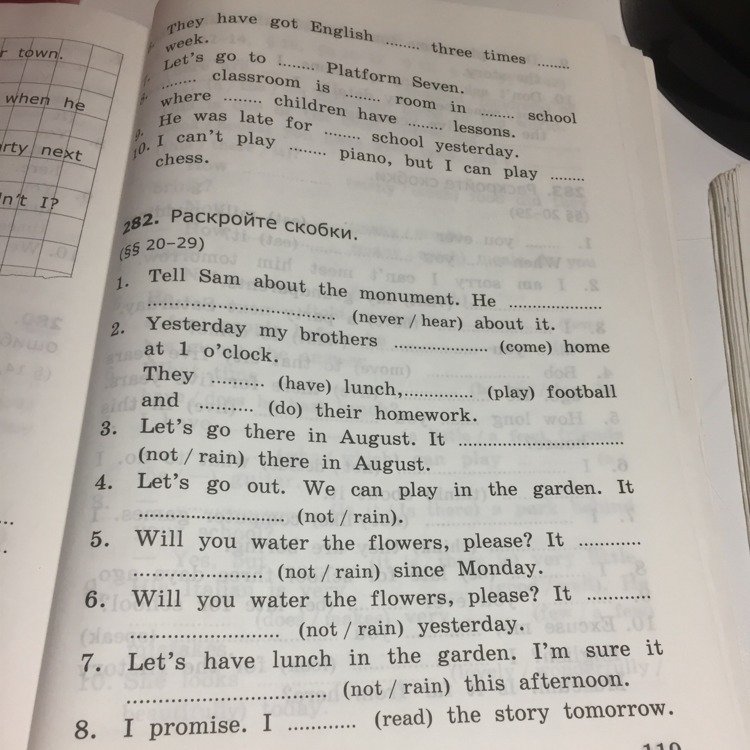 r town.
when he
rty next
n't I?
They have got English ........ three times ........
week.
Let's go to ........ Platform Seven.
........ classroom is ........ room in ........ school
where ........ children have ........ lessons.
9. He was late for ........ school yesterday.
10. I can't play ........ piano, but I can play ........
chess.
282. Раскройте скобки.
(§§ 20–29)
1. Tell Sam about the monument. He ....................
........................................ (never / hear) about it.
2. Yesterday my brothers .................... (come) home
at 1 o'clock.
They .......... (have) lunch,.............. (play) football
and .......... (do) their homework.
3. Let's go there in August. It .............................
(not / rain) there in August.
4. Let's go out. We can play in the garden. It
.............................. (not / rain).
5. Will you water the flowers, please? It .............
.......................... (not / rain) since Monday.
6. Will you water the flowers, please? It ............
.............................. (not / rain) yesterday.
7. Let's have lunch in the garden. I'm sure it
........................................ (not / rain) this afternoon.
8. I promise. I ............ (read) the story tomorrow.